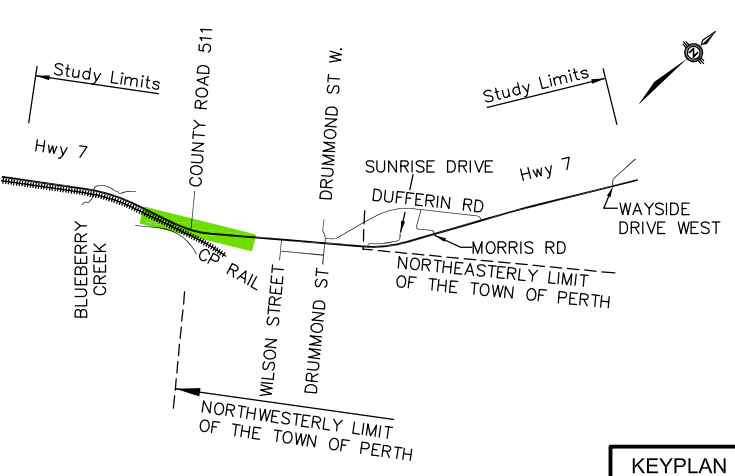 Study Limits
Hwy 7
BLUEBERRY
CREEK
COUNTY ROAD 511
CP RAIL
WILSON STREET
DRUMMOND ST
DRUMMOND ST W.
SUNRISE DRIVE
DUFFERIN RD
MORRIS RD
Study Limits
Hwy 7
WAYSIDE
DRIVE WEST
NORTHEASTERLY LIMIT
OF THE TOWN OF PERTH
NORTHWESTERLY LIMIT
OF THE TOWN OF PERTH
N
KEYPLAN